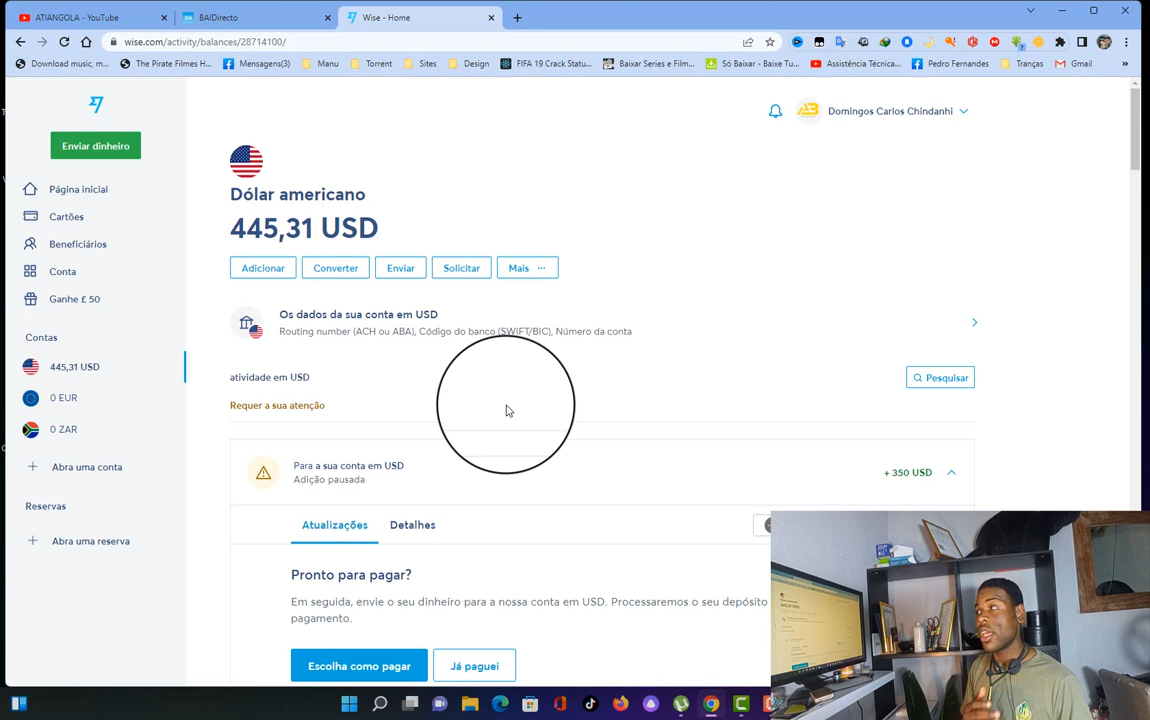 ATIANGOLA - YouTube
BAIDirecto
Wise - Home
wise.com/activity/balances/28714100/
Download music, m...
The Pirate Filmes H...
Mensagens(3)
Manu
Torrent
Sites
Design
FIFA 19 Crack Statu...
Baixar Series e Film...
Só Baixar - Baixe Tu...
Assistência Técnica...
Pedro Fernandes
Tranças
Gmail
Enviar dinheiro
Página inicial
Cartões
Beneficiários
Conta
Ganhe £ 50
Contas
445,31 USD
0 EUR
0 ZAR
Abra uma conta
Reservas
Abra uma reserva
Domingos Carlos Chindanhi
Dólar americano
445,31 USD
Adicionar
Converter
Enviar
Solicitar
Mais ...
Os dados da sua conta em USD
Routing number (ACH ou ABA), Código do banco (SWIFT/BIC), Número da conta
atividade em USD
Pesquisar
Requer a sua atenção
Para a sua conta em USD
+ 350 USD
Adição pausada
Atualizações
Detalhes
Pronto para pagar?
Em seguida, envie o seu dinheiro para a nossa conta em USD. Processaremos o seu depósito
pagamento.
Escolha como pagar
Já paguei